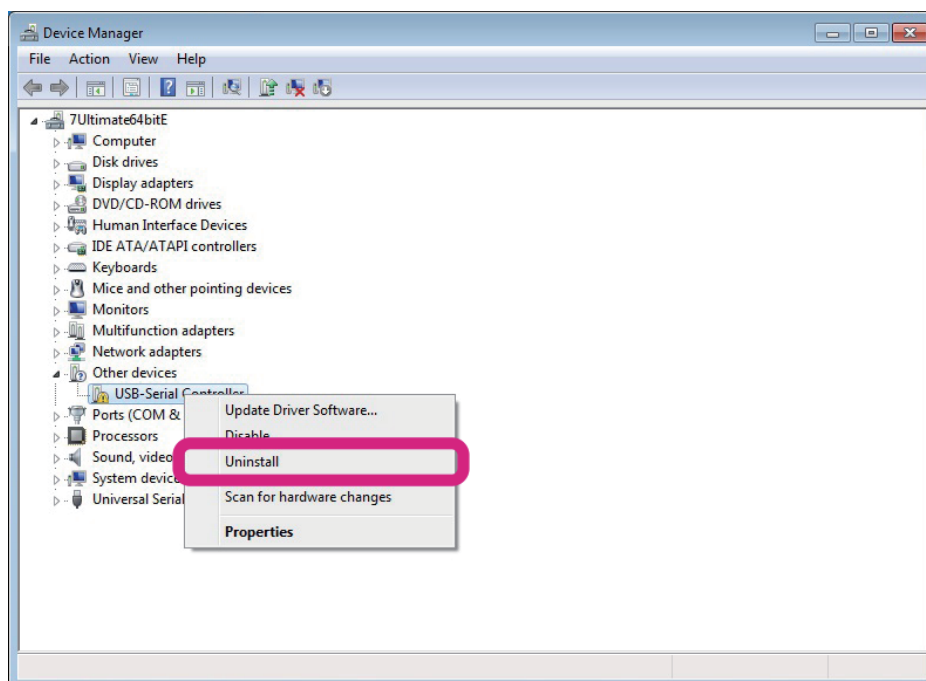 Device Manager
File Action View Help
7Ultimate64bitE
Computer
Disk drives
Display adapters
DVD/CD-ROM drives
Human Interface Devices
IDE ATA/ATAPI controllers
Keyboards
Mice and other pointing devices
Monitors
Multifunction adapters
Network adapters
Other devices
USB-Serial Controller
Update Driver Software...
Ports (COM &
Disable
Processors
Sound, video
Uninstall
System device
Universal Serial
Scan for hardware changes
Properties